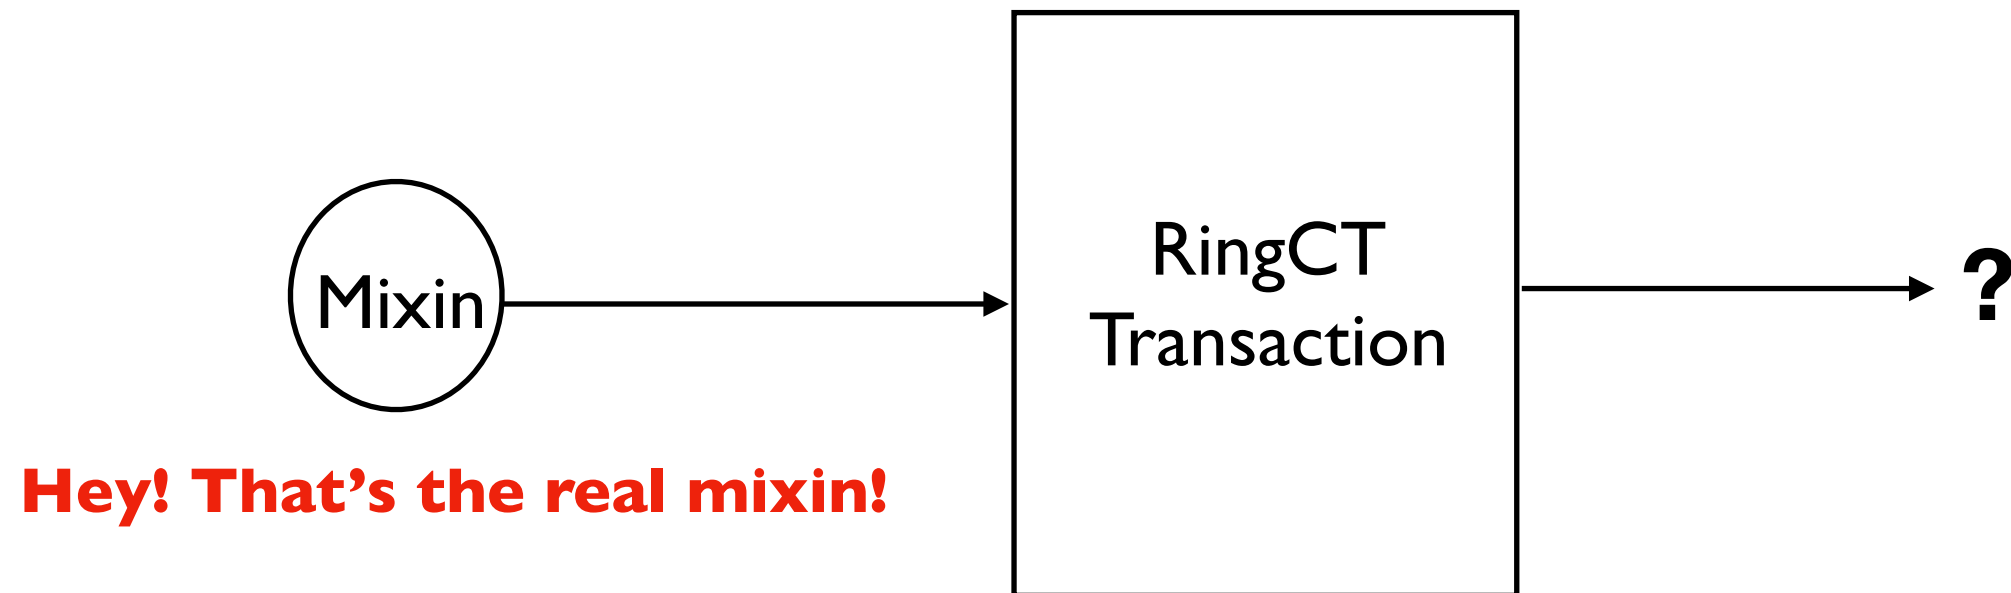 Mixin
RingCT
Transaction
?
Hey! That’s the real mixin!